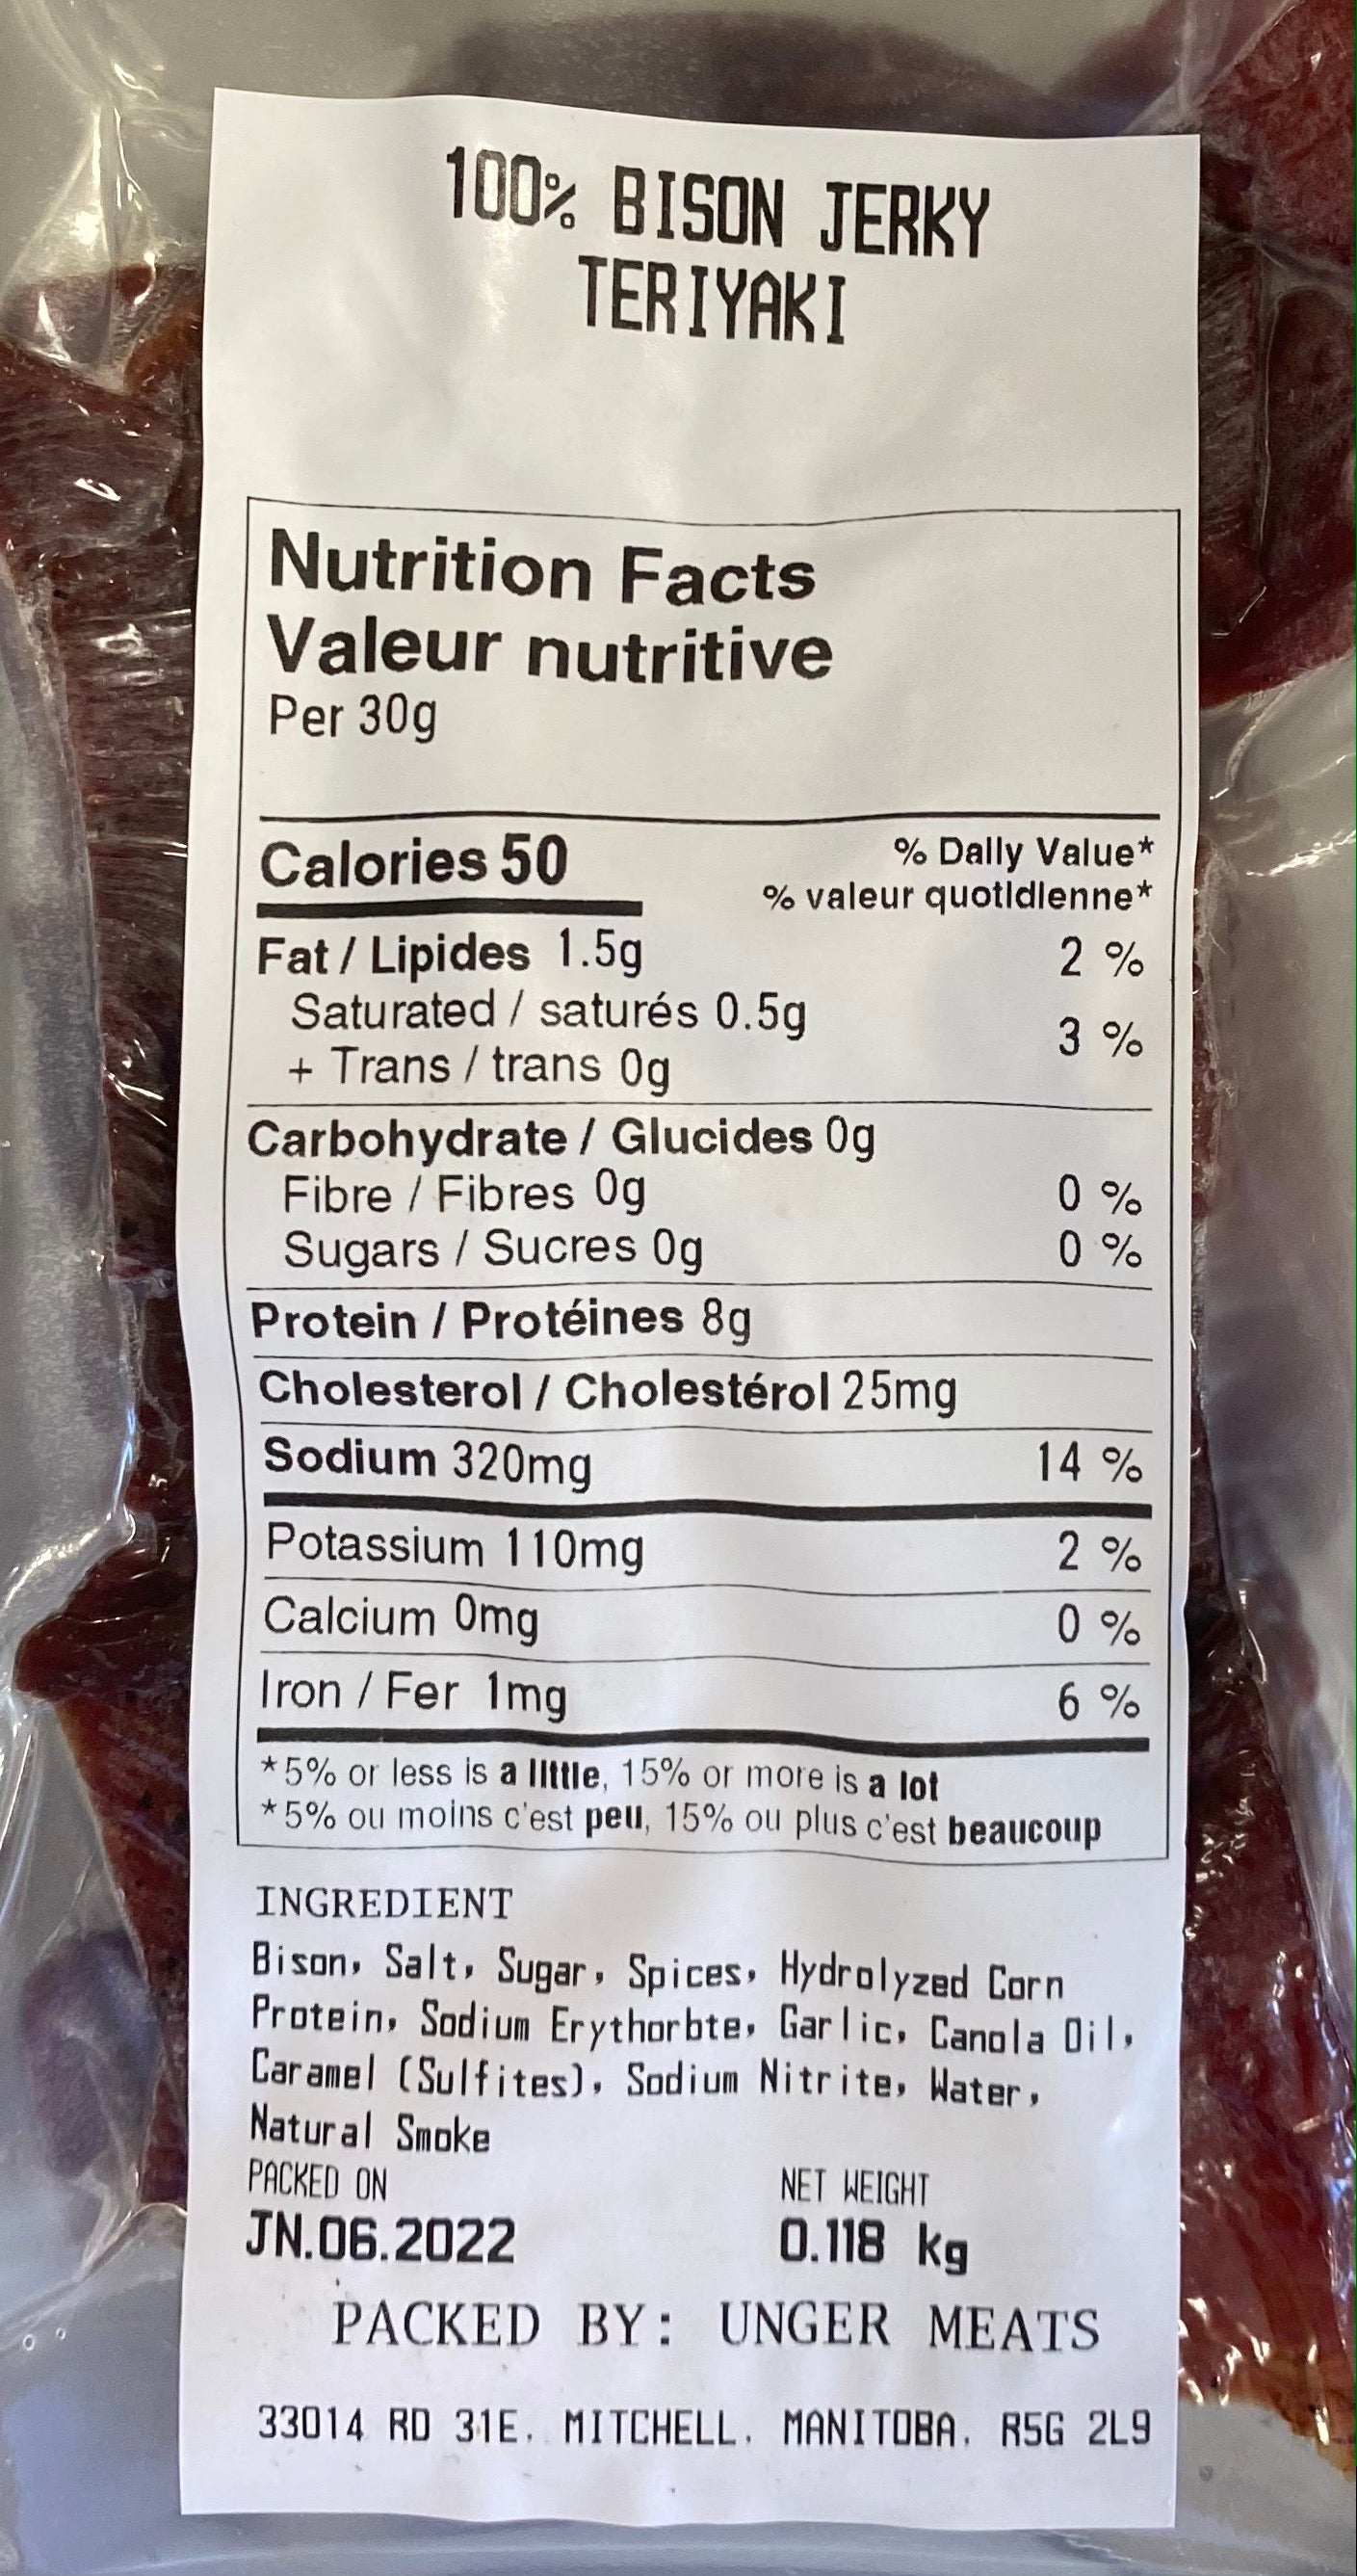 100% BISON JERKY
TERIYAKI
Nutrition Facts
Valeur nutritive
Per 30g
Calories 50
% Daily Value*
% valeur quotidienne*
Fat / Lipides 1.5g 2 %
Saturated / saturés 0.5g
+ Trans / trans 0g 3 %
Carbohydrate / Glucides 0g
Fibre / Fibres 0g 0 %
Sugars / Sucres 0g 0 %
Protein / Protéines 8g
Cholesterol / Cholestérol 25mg
Sodium 320mg 14 %
Potassium 110mg 2 %
Calcium 0mg 0 %
Iron / Fer 1mg 6 %
*5% or less is a little, 15% or more is a lot
*5% ou moins c'est peu, 15% ou plus c'est beaucoup
INGREDIENT
Bison, Salt, Sugar, Spices, Hydrolyzed Corn
Protein, Sodium Erythorbte, Garlic, Canola Oil,
Caramel (Sulfites), Sodium Nitrite, Water,
Natural Smoke
PACKED ON NET WEIGHT
JN.06.2022 0.118 kg
PACKED BY: UNGER MEATS
33014 RD 31E. MITCHELL. MANITOBA. R5G 2L9